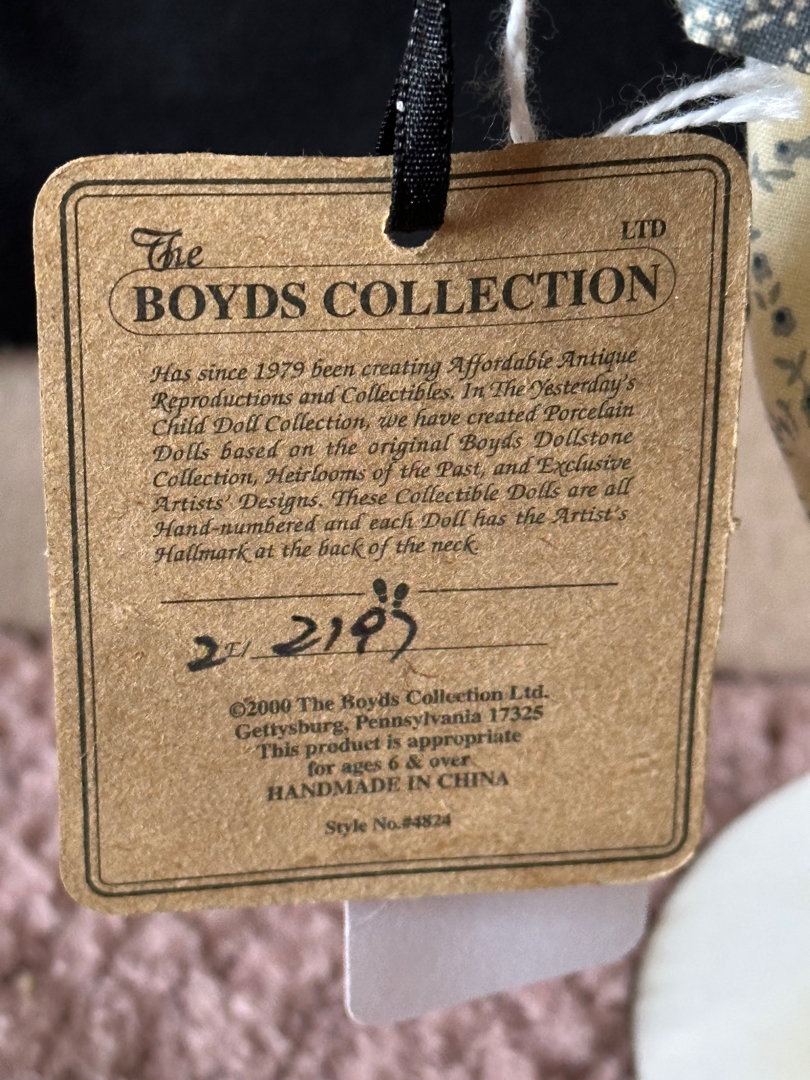 The
LTD
BOYDS COLLECTION
Has since 1979 been creating Affordable Antique
Reproductions and Collectibles. In The Yesterday's
Child Doll Collection, we have created Porcelain
Dolls based on the original Boyds Dollstone
Collection, Heirlooms of the Past, and Exclusive
Artists' Designs. These Collectible Dolls are all
Hand-numbered and each Doll has the Artist's
Hallmark at the back of the neck.
2E/ 2197
©2000 The Boyds Collection Ltd.
Gettysburg, Pennsylvania 17325
This product is appropriate
for ages 6 & over
HANDMADE IN CHINA
Style No.#4824